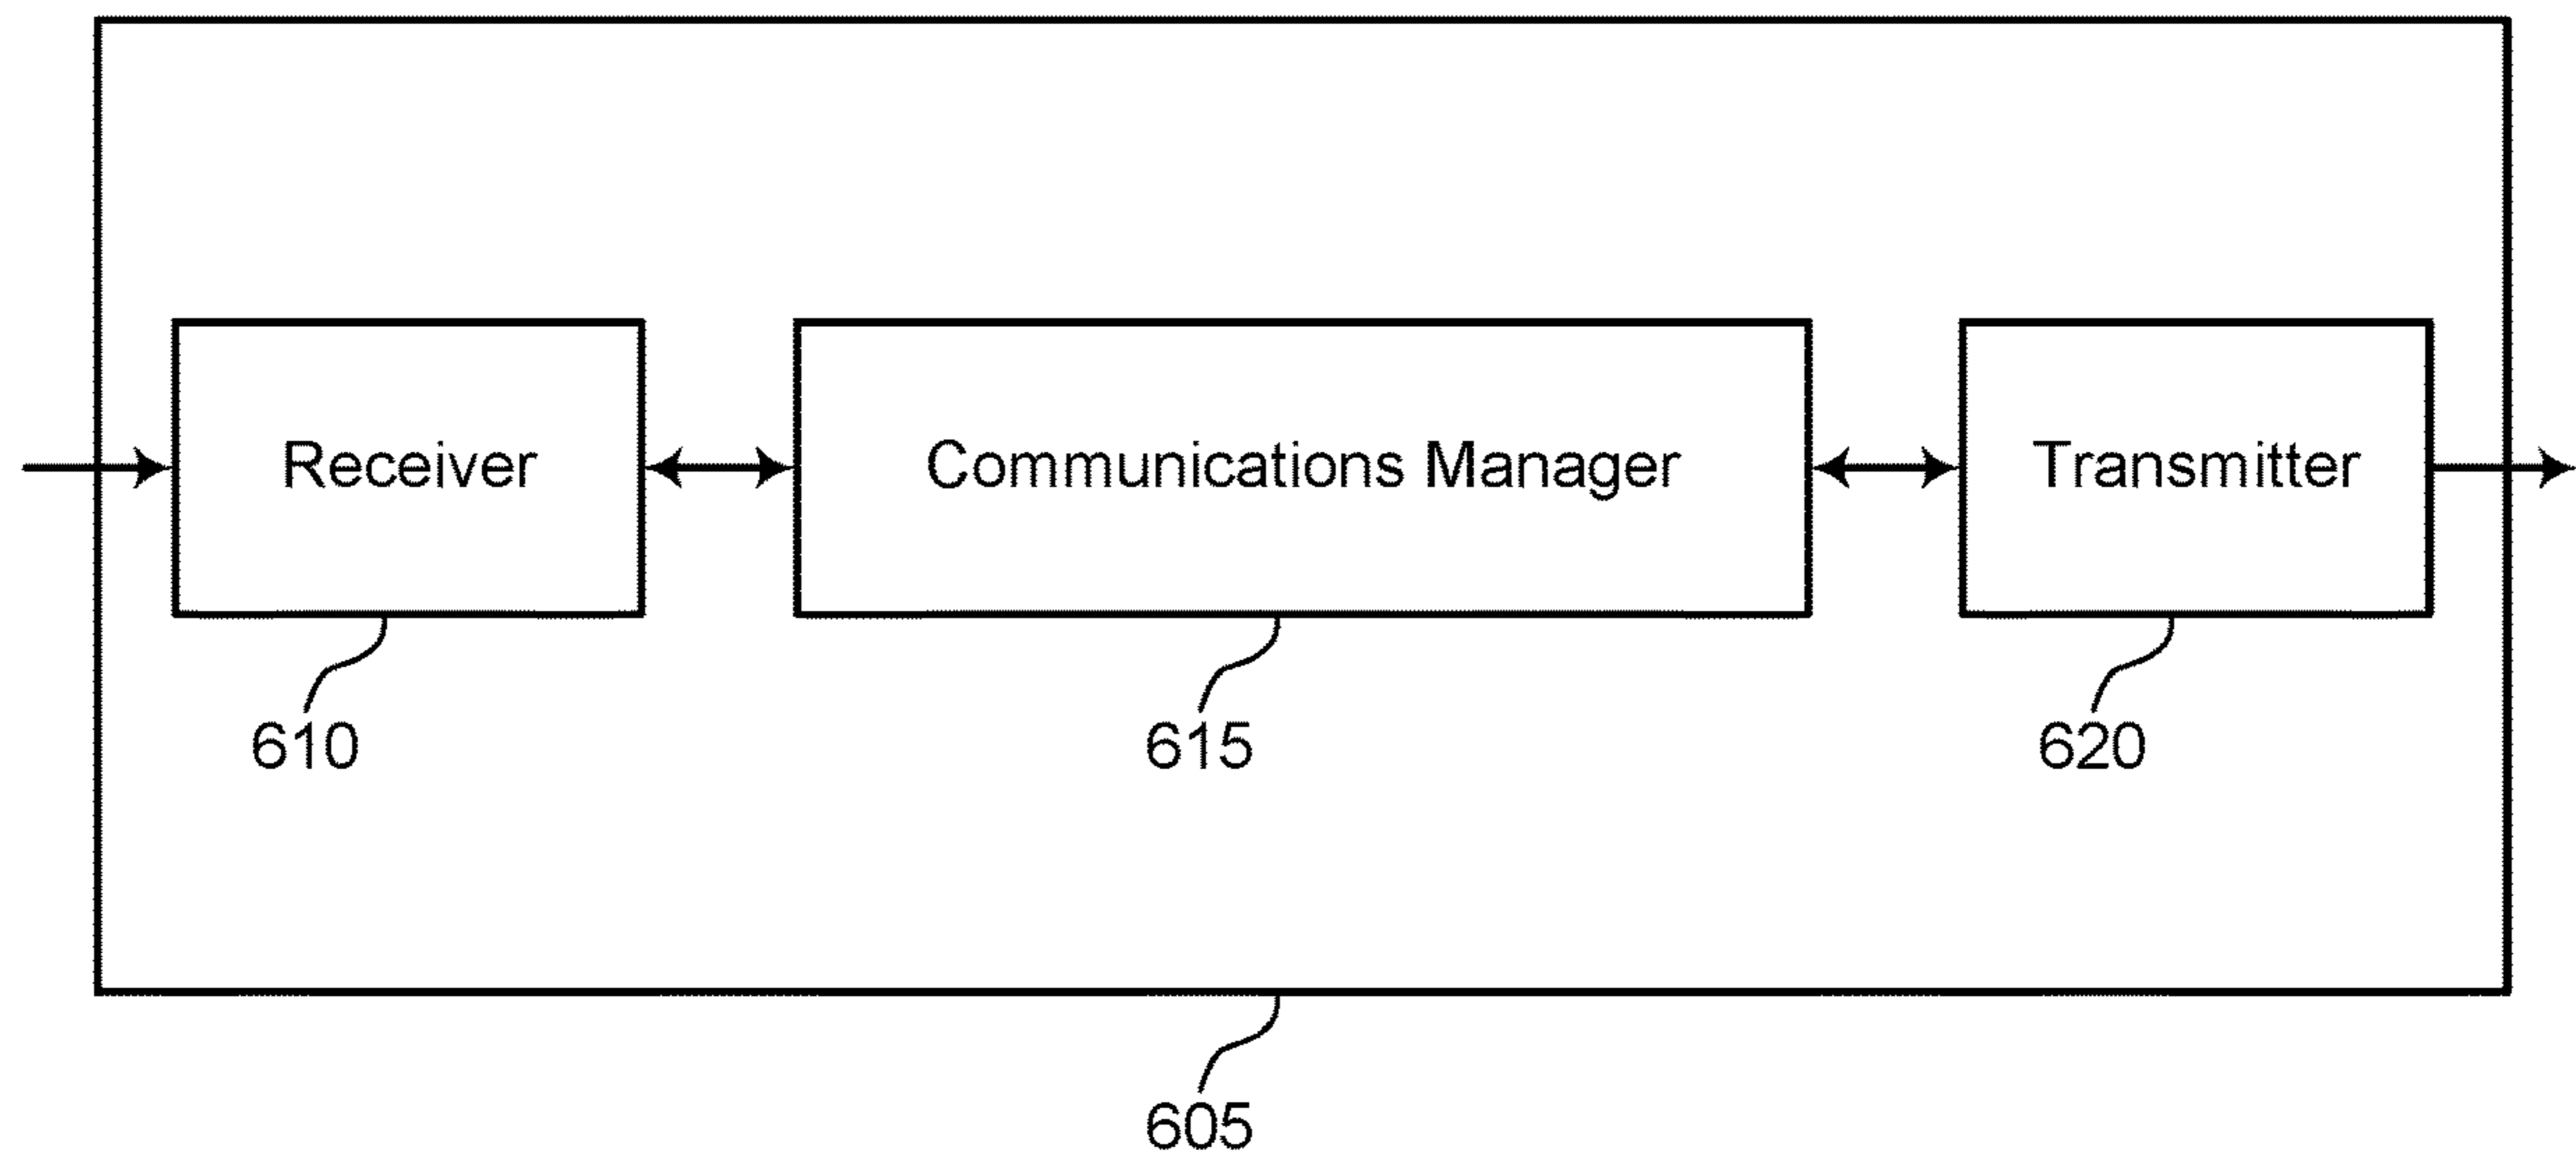 Receiver
Communications Manager
Transmitter
610
615
620
605